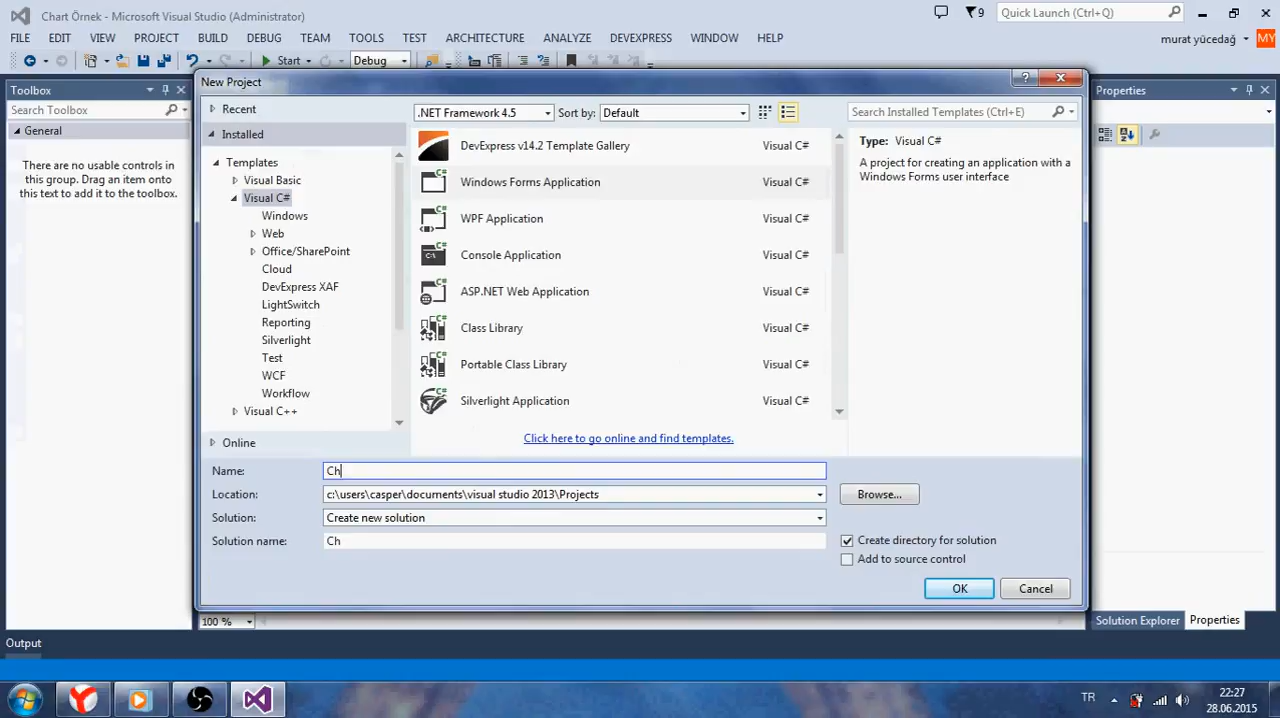 Chart Örnek - Microsoft Visual Studio (Administrator)
9
Quick Launch (Ctrl+Q)
FILE EDIT VIEW PROJECT BUILD DEBUG TEAM TOOLS TEST ARCHITECTURE ANALYZE DEVEXPRESS WINDOW HELP
murat yücedağ
MY
Start
Debug
Toolbox
Search Toolbox
General
There are no usable controls in
this group. Drag an item onto
this text to add it to the toolbox.
New Project
Recent
Installed
Templates
Visual Basic
Visual C#
Windows
Web
Office/SharePoint
Cloud
DevExpress XAF
LightSwitch
Reporting
Silverlight
Test
WCF
Workflow
Visual C++
Online
.NET Framework 4.5
Sort by: Default
Search Installed Templates (Ctrl+E)
DevExpress v14.2 Template Gallery Visual C#
Windows Forms Application Visual C#
WPF Application Visual C#
Console Application Visual C#
ASP.NET Web Application Visual C#
Class Library Visual C#
Portable Class Library Visual C#
Silverlight Application Visual C#
Click here to go online and find templates.
Type: Visual C#
A project for creating an application with a
Windows Forms user interface
Name: Ch
Location: c:\users\casper\documents\visual studio 2013\Projects
Browse...
Solution: Create new solution
Solution name: Ch
Create directory for solution
Add to source control
OK
Cancel
Properties
100 %
Solution Explorer
Properties
Output
TR
22:27
28.06.2015